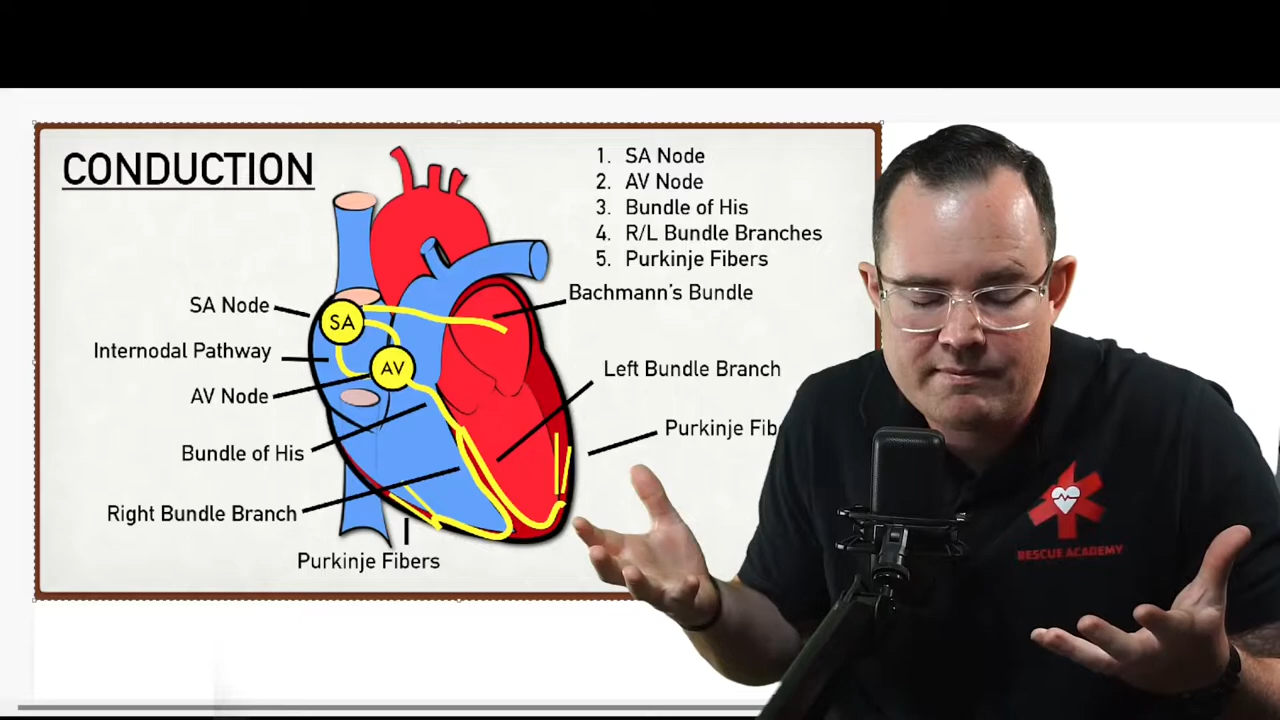 CONDUCTION
1. SA Node
2. AV Node
3. Bundle of His
4. R/L Bundle Branches
5. Purkinje Fibers
Bachmann's Bundle
SA Node
SA
Internodal Pathway
AV
Left Bundle Branch
AV Node
Purkinje Fib
Bundle of His
Right Bundle Branch
Purkinje Fibers
RESCUE ACADEMY